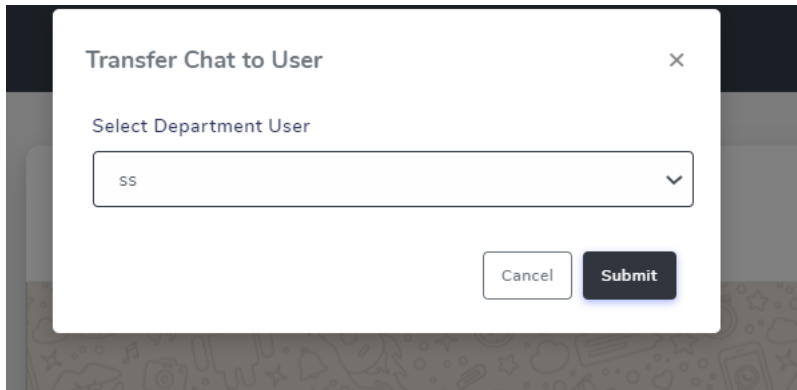 Transfer Chat to User
Select Department User
ss
Cancel
Submit